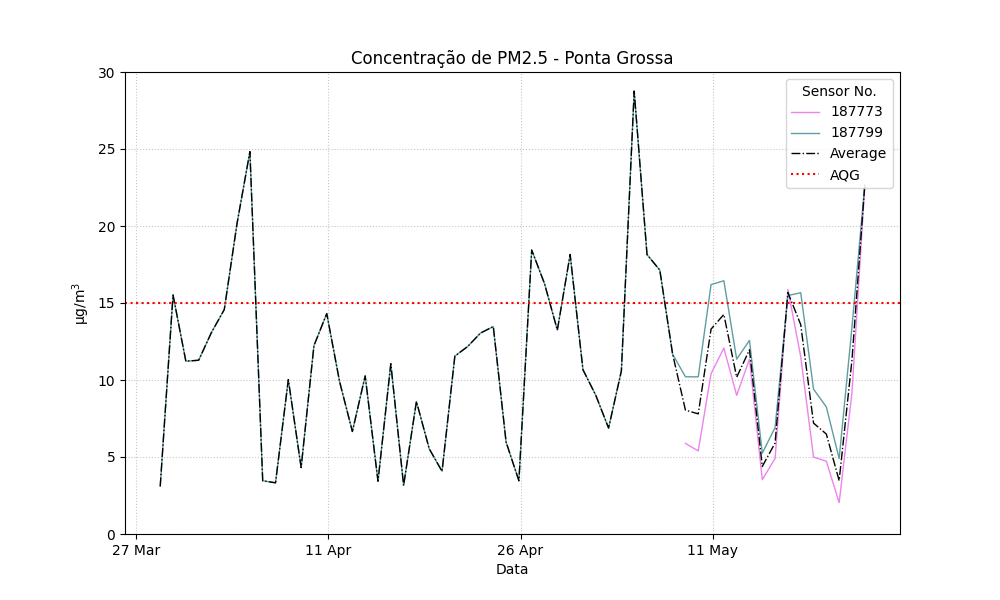 Concentração de PM2.5 - Ponta Grossa
30
25
20
15
10
5
0
µg/m³
27 Mar
11 Apr
26 Apr
11 May
Data
Sensor No.
187773
187799
Average
AQG